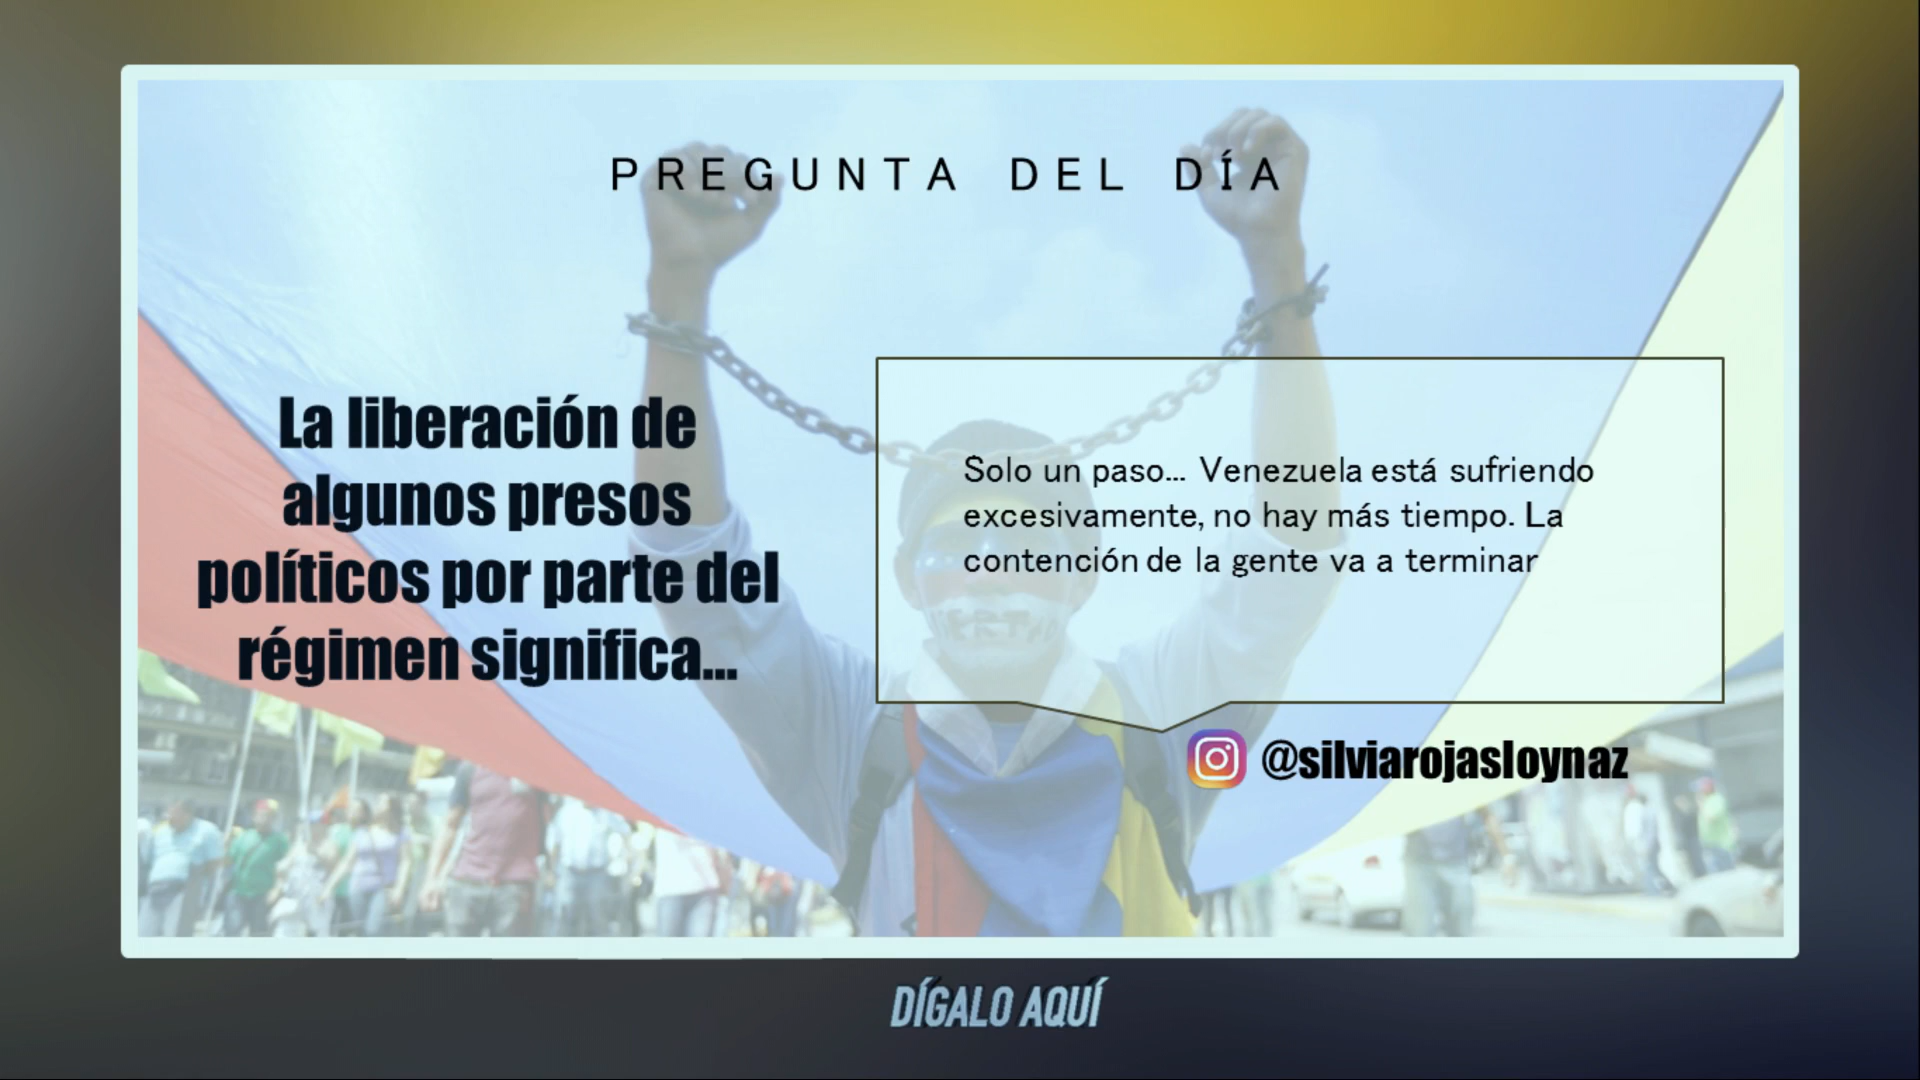 PREGUNTA DEL DÍA
La liberación de
algunos presos
políticos por parte del
régimen significa...
Solo un paso... Venezuela está sufriendo
excesivamente, no hay más tiempo. La
contención de la gente va a terminar
@silviarojasloynaz
DÍGALO AQUÍ